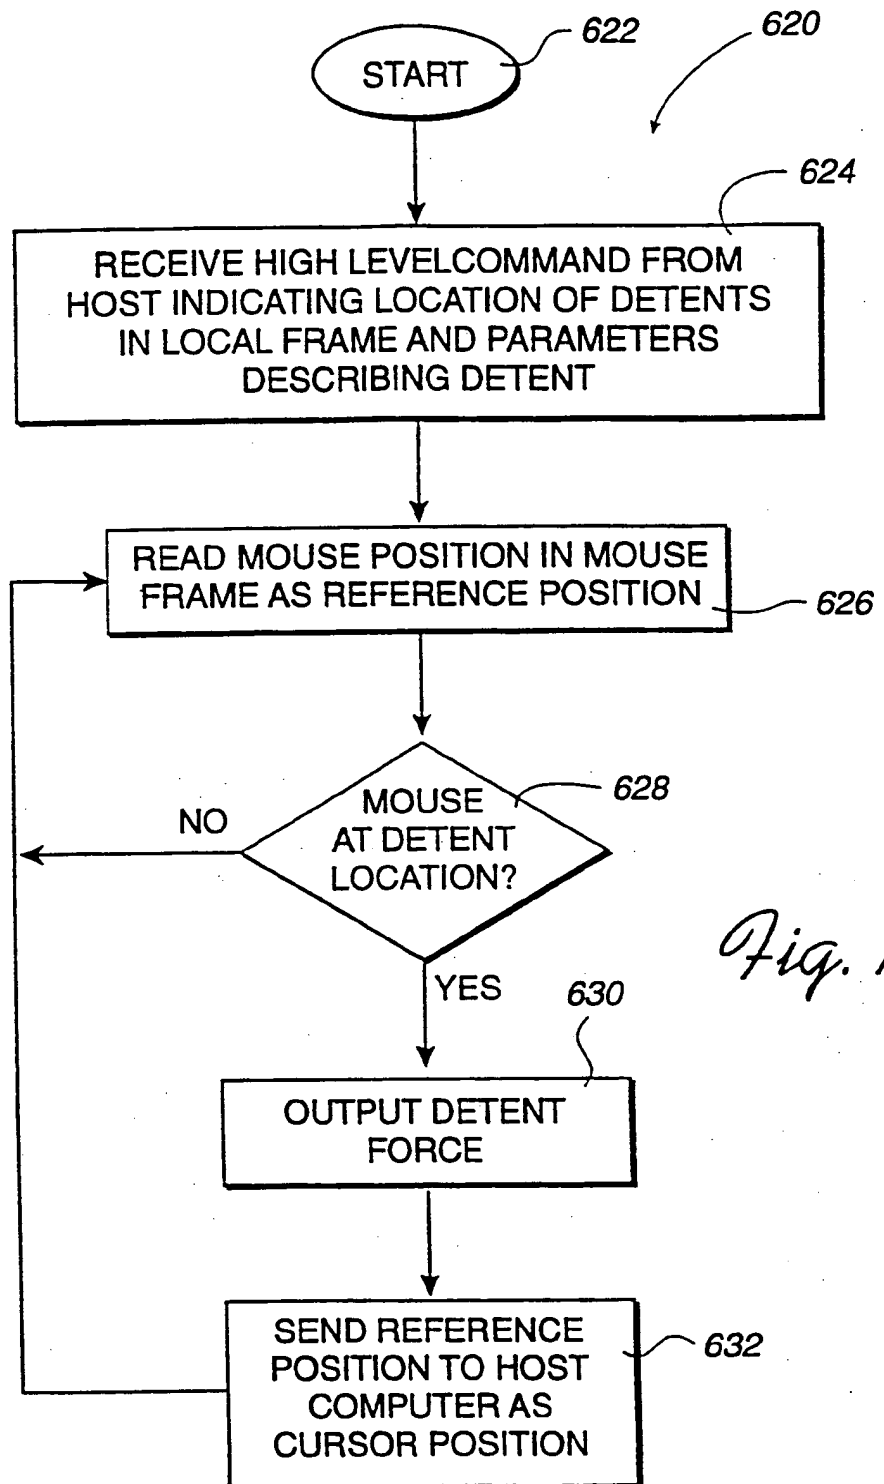 START
622
620
624
RECEIVE HIGH LEVELCOMMAND FROM
HOST INDICATING LOCATION OF DETENTS
IN LOCAL FRAME AND PARAMETERS
DESCRIBING DETENT
READ MOUSE POSITION IN MOUSE
FRAME AS REFERENCE POSITION
626
MOUSE
AT DETENT
LOCATION?
628
NO
YES
Fig.
630
OUTPUT DETENT
FORCE
SEND REFERENCE
POSITION TO HOST
COMPUTER AS
CURSOR POSITION
632